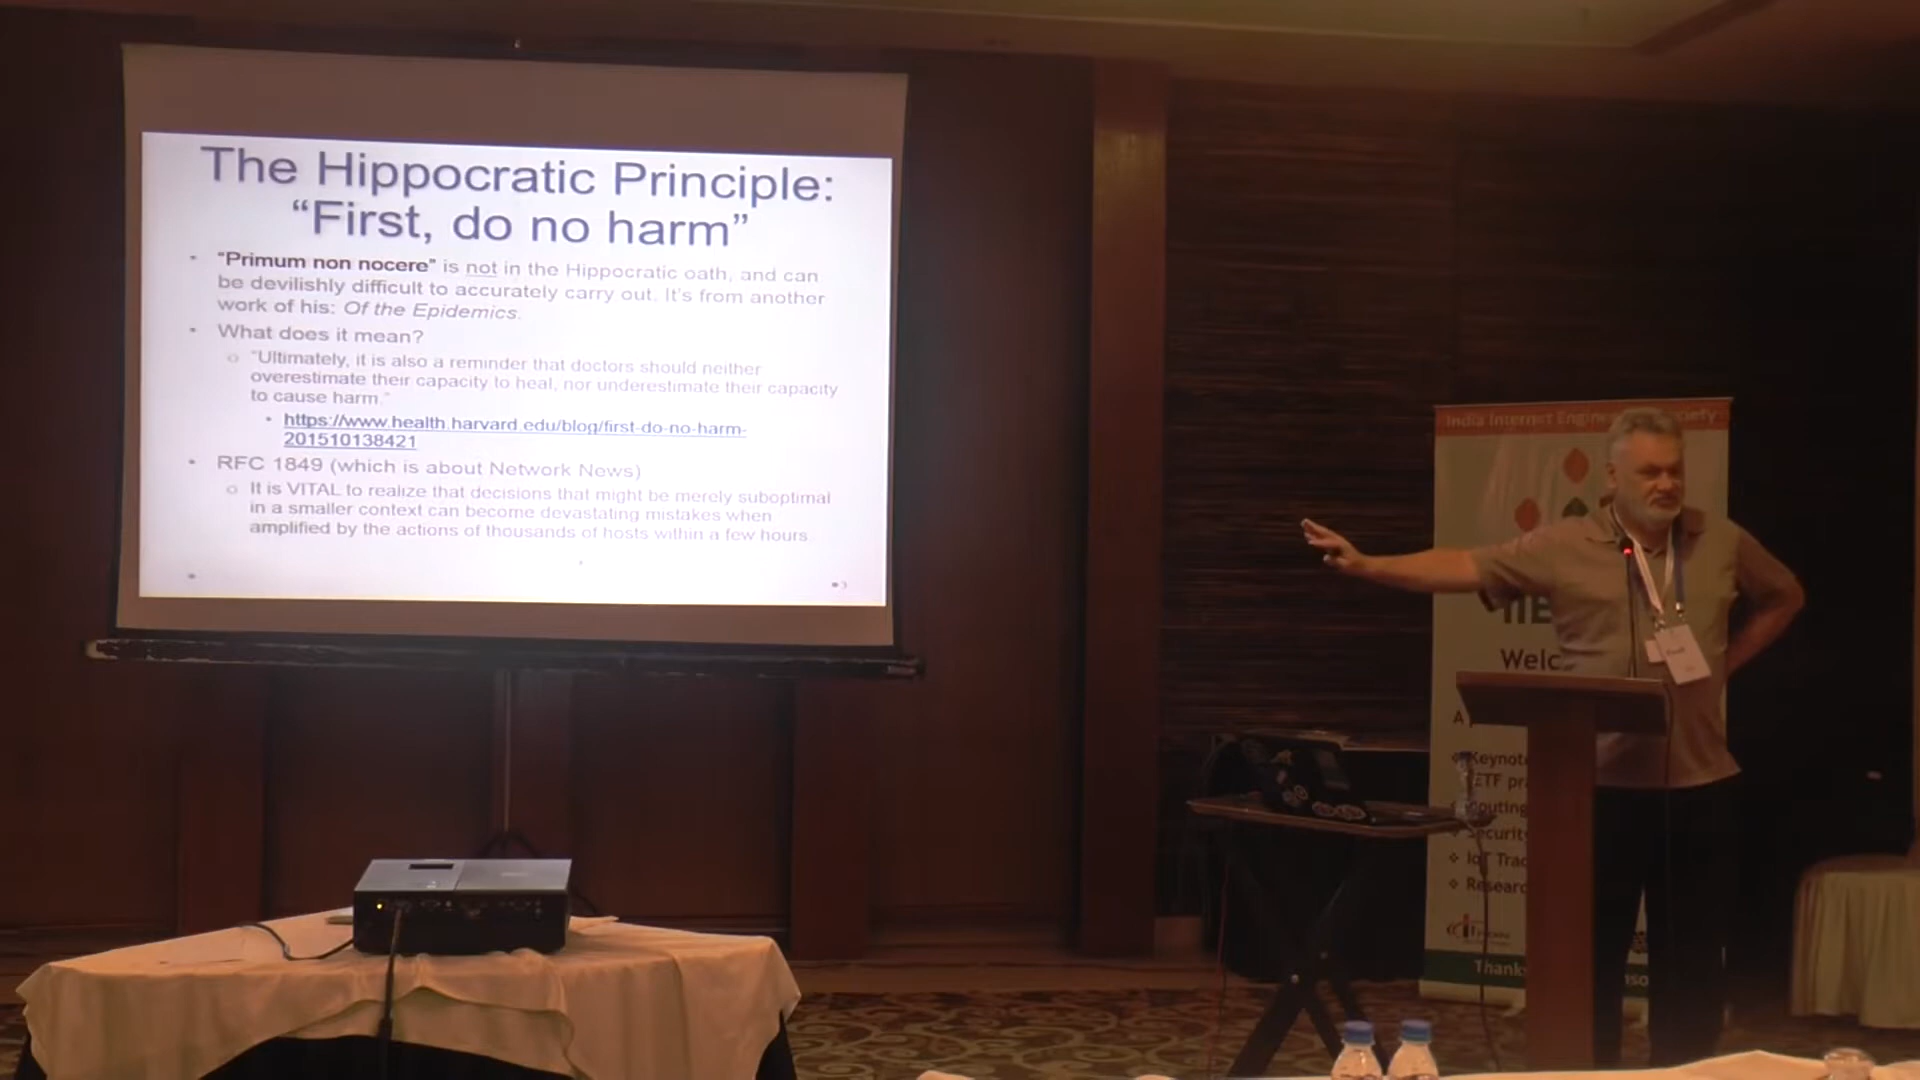 The Hippocratic Principle:
“First, do no harm”
• “Primum non nocere” is not in the Hippocratic oath, and can
be devilishly difficult to accurately carry out. It’s from another
work of his: Of the Epidemics.
• What does it mean?
o “Ultimately, it is also a reminder that doctors should neither
overestimate their capacity to heal, nor underestimate their capacity
to cause harm.”
• https://www.health.harvard.edu/blog/first-do-no-harm-
201510138421
• RFC 1849 (which is about Network News)
o It is VITAL to realize that decisions that might be merely suboptimal
in a smaller context can become devastating mistakes when
amplified by the actions of thousands of hosts within a few hours.
3
India Internet
Welc
A
Keynot
IETF pr
Routing
Securit
IoT Trac
Researc
Thank